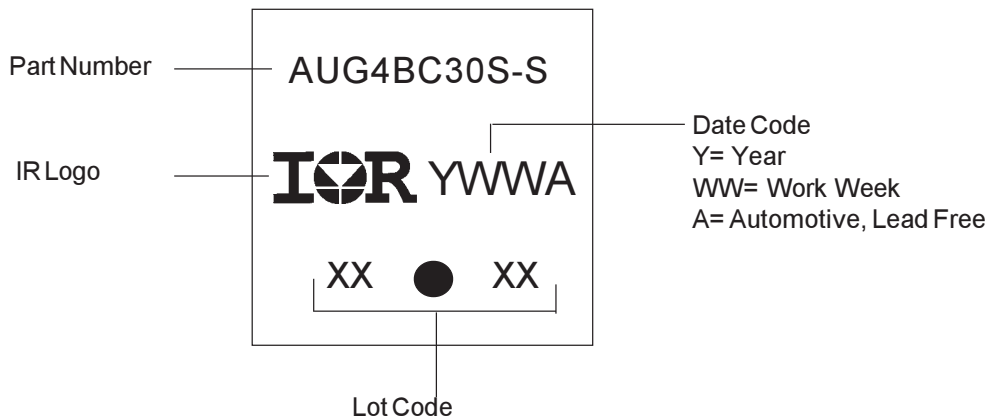 Part Number
AUG4BC30S-S
IR Logo
IOR YWWA
Date Code
Y= Year
WW= Work Week
A= Automotive, Lead Free
XX XX
Lot Code